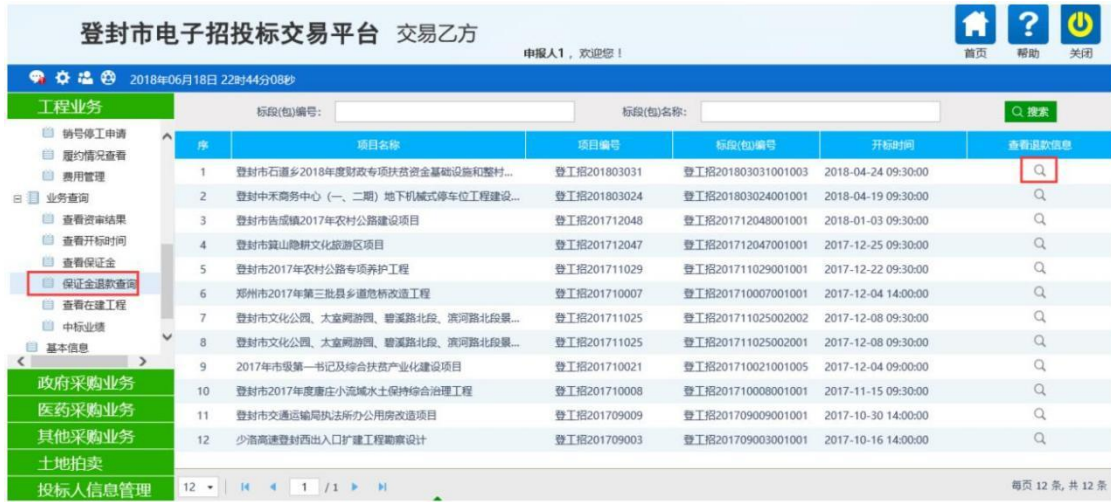 登封市电子招投标交易平台 交易乙方
申报人1，欢迎您！
首页 帮助 关闭
2018年06月18日 22时44分08秒
工程业务
销号停工申请
履约情况查看
费用管理
业务查询
查看资审结果
查看开标时间
查看保证金
保证金退款查询
查看在建工程
中标业绩
基本信息
政府采购业务
医药采购业务
其他采购业务
土地拍卖
投标人信息管理
标段(包)编号： 标段(包)名称： 搜索
序 项目名称 项目编号 标段(包)编号 开标时间 查看退款信息
1 登封市石道乡2018年度财政专项扶贫资金基础设施和整村... 登工招201803031 登工招201803031001003 2018-04-24 09:30:00
2 登封中禾商务中心（一、二期）地下机械式停车位工程建设... 登工招201803024 登工招201803024001001 2018-04-19 09:30:00
3 登封市告成镇2017年农村公路建设项目 登工招201712048 登工招201712048001001 2018-01-03 09:30:00
4 登封市箕山隐耕文化旅游区项目 登工招201712047 登工招201712047001001 2017-12-25 09:30:00
5 登封市2017年农村公路专项养护工程 登工招201711029 登工招201711029001001 2017-12-22 09:30:00
6 郑州市2017年第三批县乡道危桥改造工程 登工招201710007 登工招201710007001001 2017-12-04 14:00:00
7 登封市文化公园、太室阙游园、碧溪路北段、滨河路北段景... 登工招201711025 登工招201711025002002 2017-12-08 09:30:00
8 登封市文化公园、太室阙游园、碧溪路北段、滨河路北段景... 登工招201711025 登工招201711025002001 2017-12-08 09:30:00
9 2017年市级第一书记及综合扶贫产业化建设项目 登工招201710021 登工招201710021001005 2017-12-04 09:00:00
10 登封市2017年度唐庄小流域水土保持综合治理工程 登工招201710008 登工招201710008001001 2017-11-15 09:30:00
11 登封市交通运输局执法所办公用房改造项目 登工招201709009 登工招201709009001001 2017-10-30 14:00:00
12 少洛高速登封西出入口扩建工程勘察设计 登工招201709003 登工招201709003001001 2017-10-16 14:00:00
12 1 /1 每页 12 条, 共 12 条